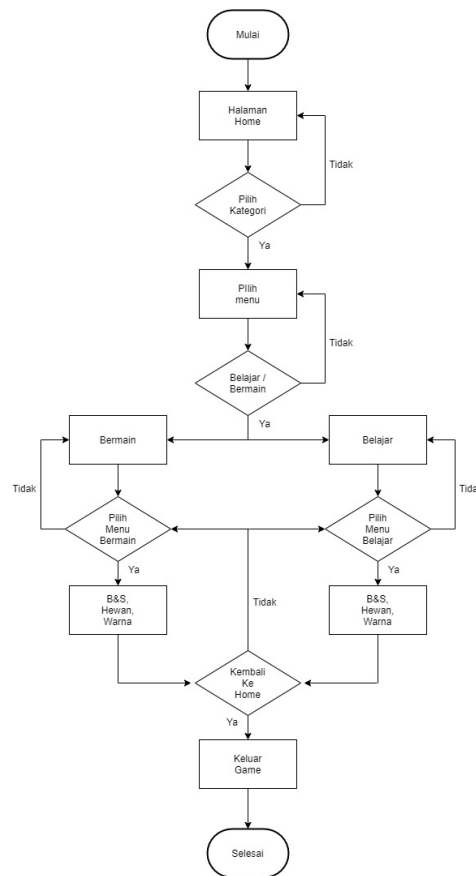 Mulai
Halaman
Home
Tidak
Pilih
Kategori
Ya
PIlih
menu
Tidak
Belajar /
Bermain
Ya
Bermain
Belajar
Tidak
Tidak
Pilih
Menu
Bermain
Pilih
Menu
Belajar
Ya
Ya
B&S,
Hewan,
Warna
Tidak
B&S,
Hewan,
Warna
Kembali
Ke
Home
Ya
Keluar
Game
Selesai